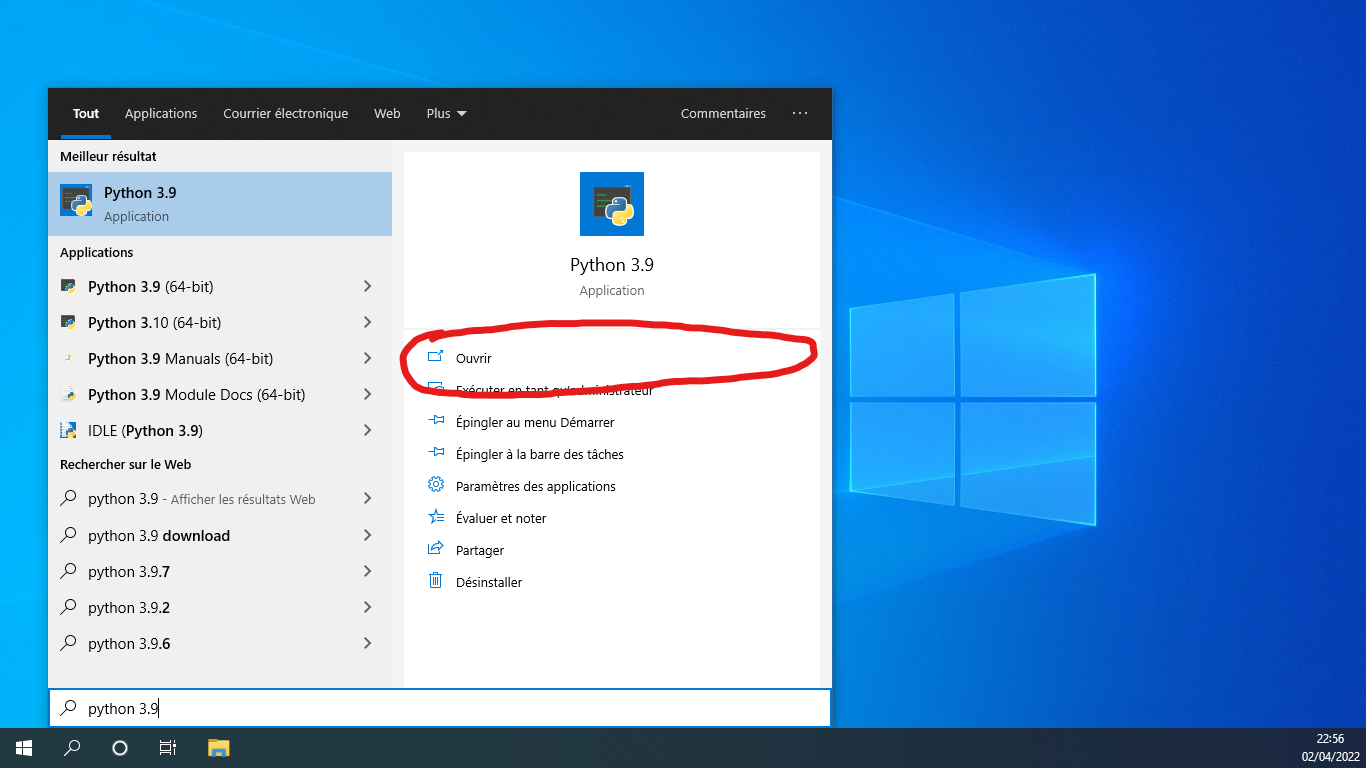 Tout Applications Courrier électronique Web Plus Commentaires ...
Meilleur résultat
Python 3.9
Application
Applications
Python 3.9 (64-bit)
Python 3.10 (64-bit)
Python 3.9 Manuals (64-bit)
Python 3.9 Module Docs (64-bit)
IDLE (Python 3.9)
Rechercher sur le Web
python 3.9 - Afficher les résultats Web
python 3.9 download
python 3.9.7
python 3.9.2
python 3.9.6
Python 3.9
Application
Ouvrir
Exécuter en tant qu'administrateur
Épingler au menu Démarrer
Épingler à la barre des tâches
Paramètres des applications
Évaluer et noter
Partager
Désinstaller
python 3.9
22:56
02/04/2022